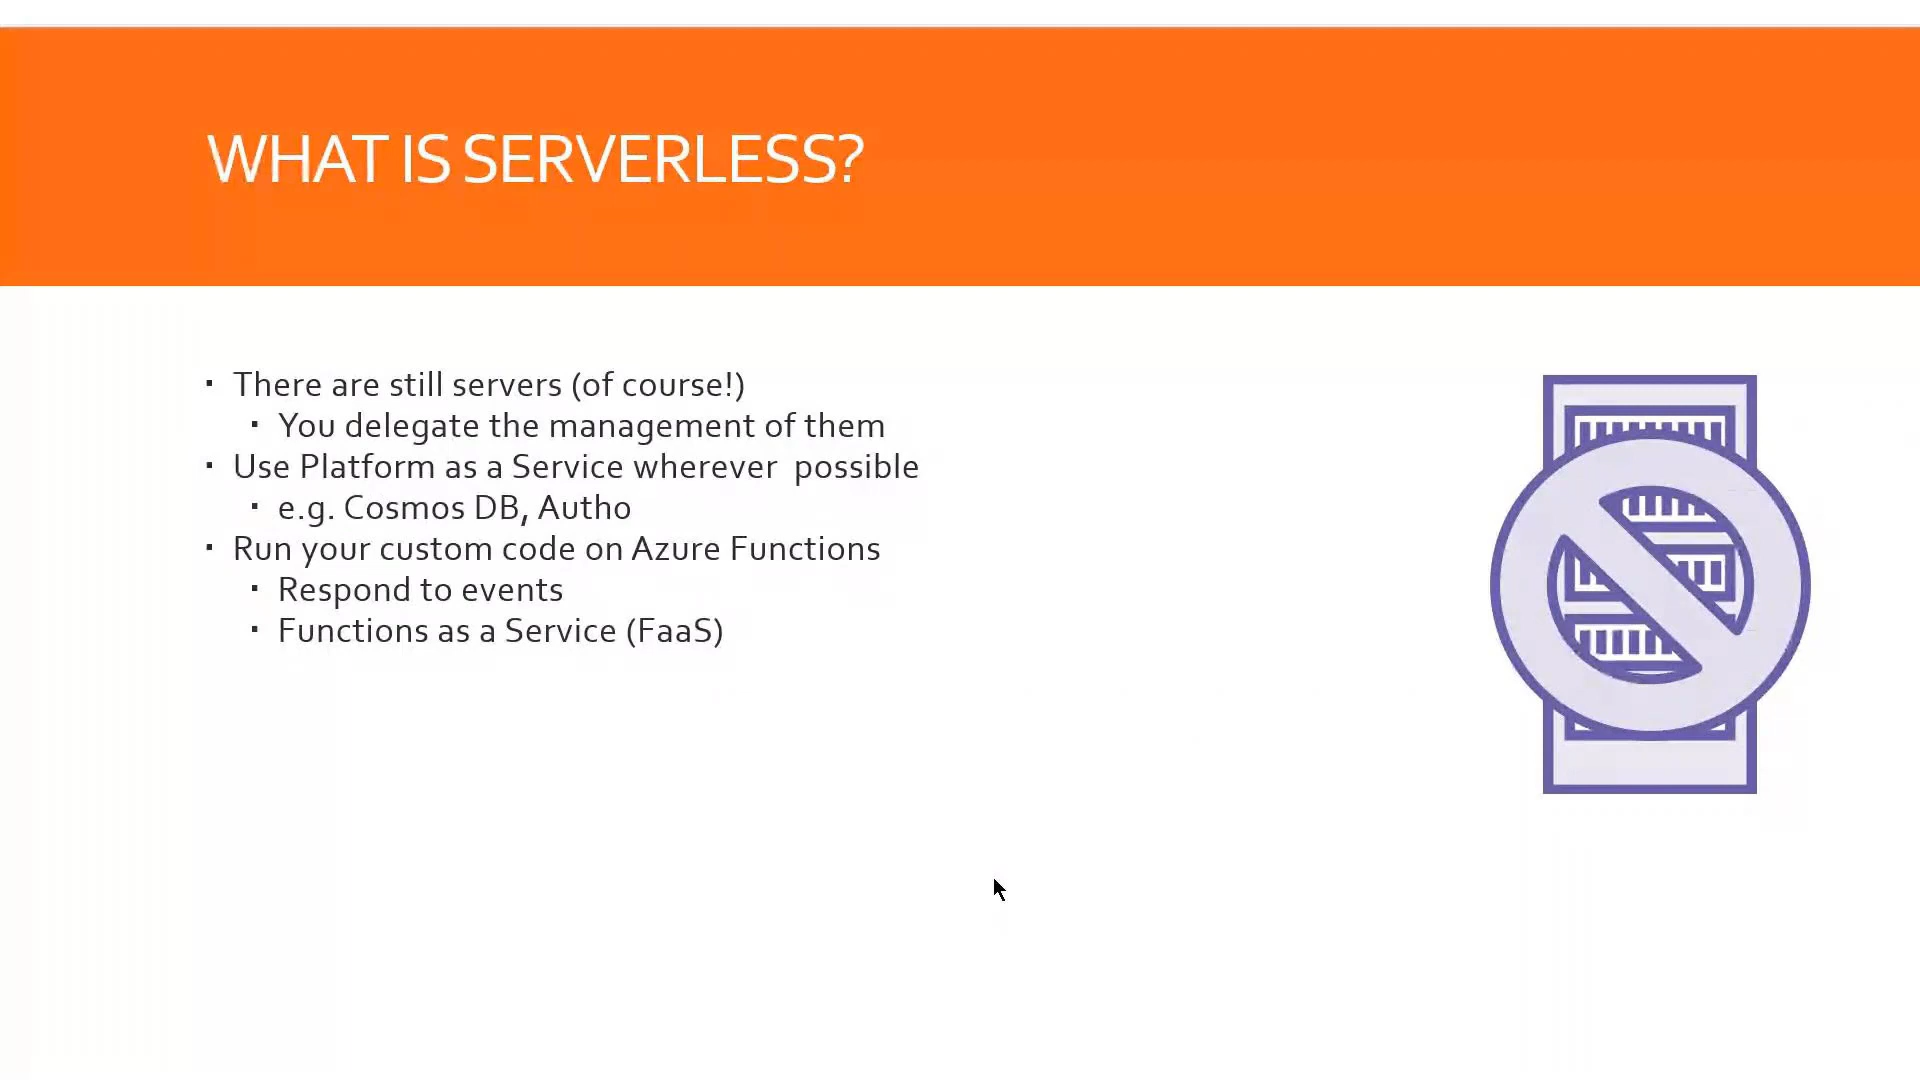 WHAT IS SERVERLESS?
▪ There are still servers (of course!)
▪ You delegate the management of them
▪ Use Platform as a Service wherever  possible
▪ e.g. Cosmos DB, Auth0
▪ Run your custom code on Azure Functions
▪ Respond to events
▪ Functions as a Service (FaaS)